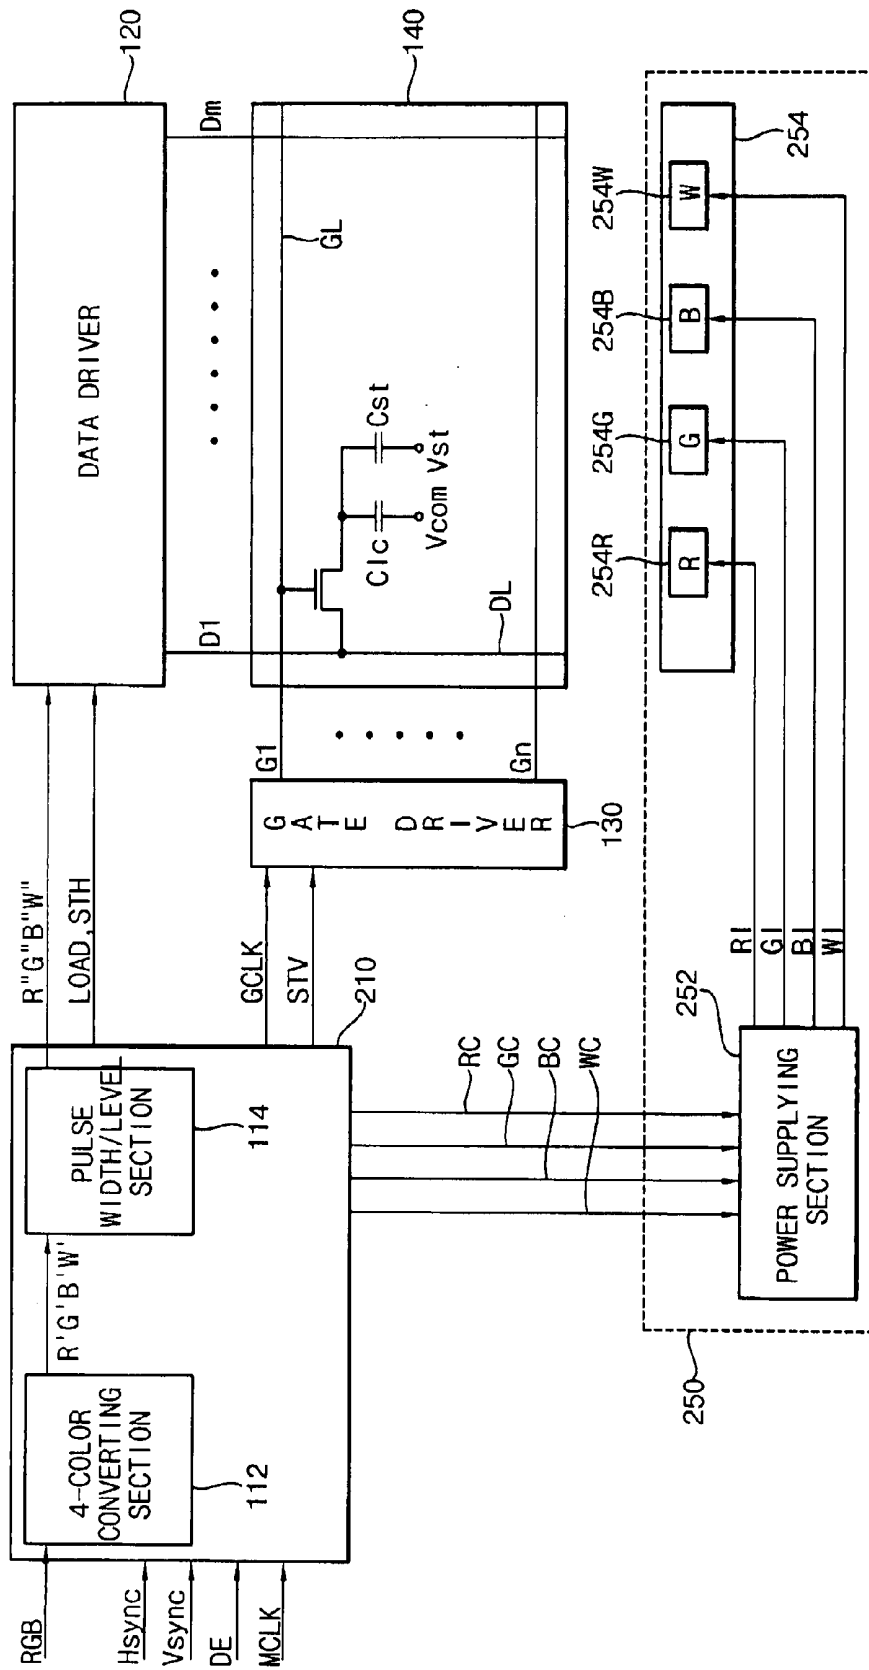 RGB
Hsync
Vsync
DE
MCLK
4-COLOR
CONVERTING
SECTION
112
R'G'B'W'
PULSE
WIDTH/LEVEL
SECTION
114
210
R"G"B"W"
LOAD,STH
GCLK
STV
DATA DRIVER
120
GATE DRIVER
130
G1
Gn
D1
Dm
GL
DL
Clc
Cst
Vcom
Vst
140
RC
GC
BC
WC
250
POWER SUPPLYING
SECTION
252
RI
GI
BI
WI
254R
254G
254B
254W
R
G
B
W
254